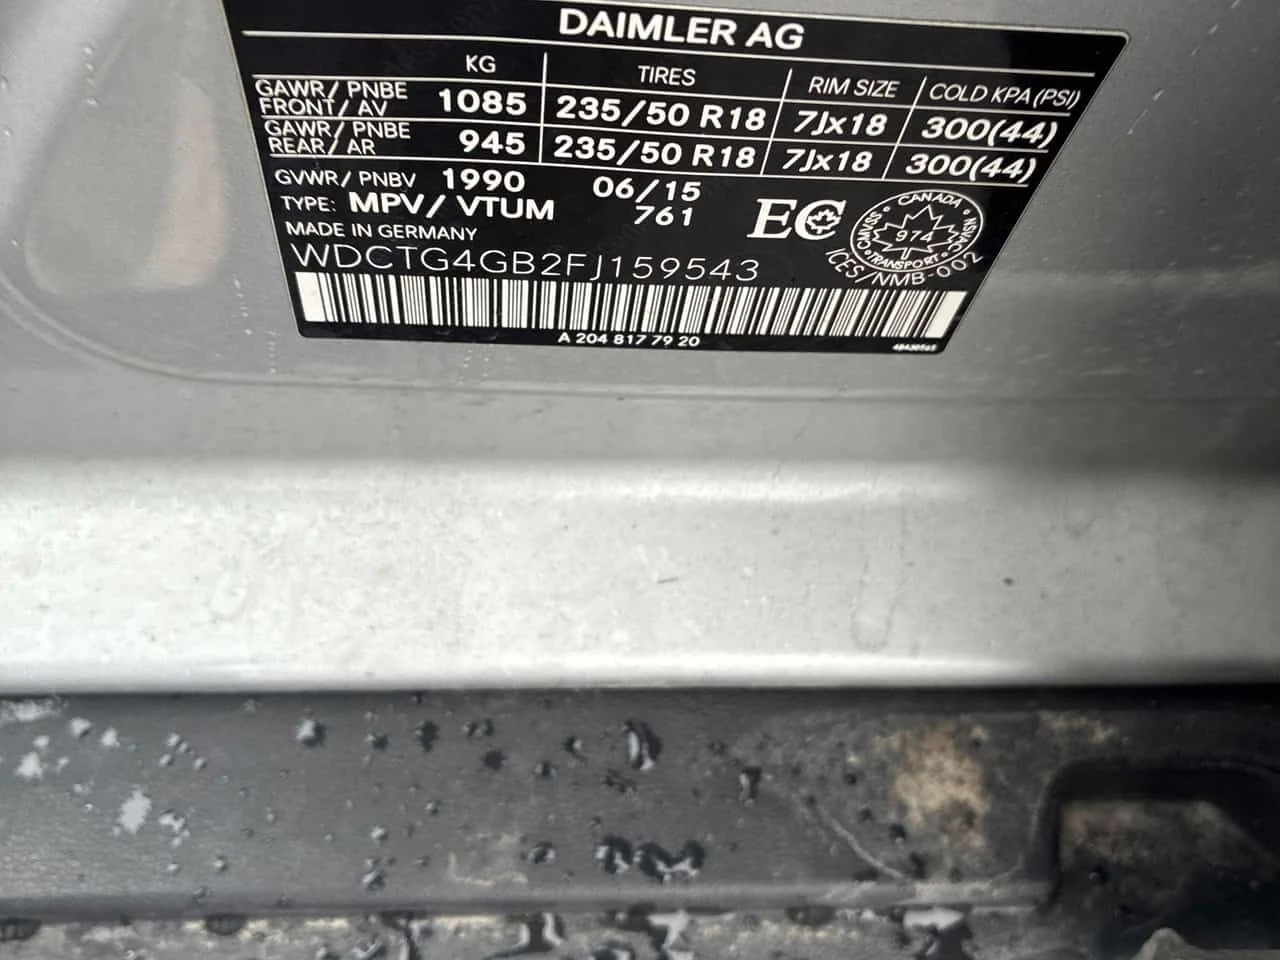 DAIMLER AG
KG TIRES RIM SIZE COLD KPA (PSI)
GAWR/ PNBE FRONT/ AV 1085 235/50 R18 7Jx18 300(44)
GAWR/ PNBE REAR/ AR 945 235/50 R18 7Jx18 300(44)
GVWR/ PNBV 1990 06/15
TYPE: MPV/ VTUM 761
MADE IN GERMANY
WDCTG4GB2FJ159543
EC
CANADA
CMVSS 974 NSVAC
TRANSPORT
ICES/NMB-002
A 204 817 79 20